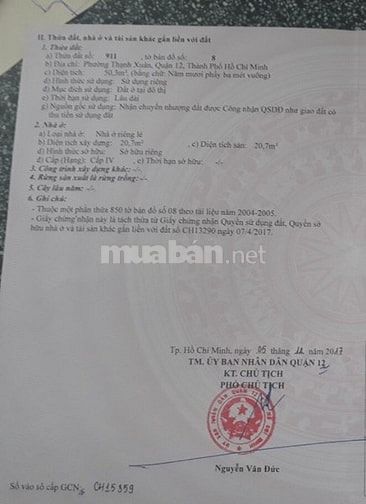 II. Thửa đất, nhà ở và tài sản khác gắn liền với đất
1. Thửa đất:
a) Thửa đất số: 911 , tờ bản đồ số: 8
b) Địa chỉ: Phường Thạnh Xuân, Quận 12, Thành Phố Hồ Chí Minh
c) Diện tích: 50,3m², (bằng chữ: Năm mươi phẩy ba mét vuông)
d) Hình thức sử dụng: Sử dụng riêng
đ) Mục đích sử dụng: Đất ở tại đô thị
e) Thời hạn sử dụng: Lâu dài
g) Nguồn gốc sử dụng: Nhận chuyển nhượng đất được Công nhận QSDĐ như giao đất có
thu tiền sử dụng đất
2. Nhà ở:
a) Loại nhà ở: Nhà ở riêng lẻ
b) Diện tích xây dựng: 20,7m² , c) Diện tích sàn: 20,7m²
d) Hình thức sở hữu: Sở hữu riêng
đ) Cấp (Hạng): Cấp IV , e) Thời hạn sở hữu: -/-
3. Công trình xây dựng khác: -/-
4. Rừng sản xuất là rừng trồng: -/-
5. Cây lâu năm: -/-
6. Ghi chú:
- Thuộc một phần thửa 850 tờ bản đồ số 08 theo tài liệu năm 2004-2005.
- Giấy chứng nhận này là tách thửa từ Giấy chứng nhận Quyền sử dụng đất, Quyền sở
hữu nhà ở và tài sản khác gắn liền với đất số CH13290 ngày 07/4/2017.
muaban.net
Tp. Hồ Chí Minh, ngày 05 tháng 12 năm 2017
TM. ỦY BAN NHÂN DÂN QUẬN 12
KT. CHỦ TỊCH
PHÓ CHỦ TỊCH
Nguyễn Văn Đức
Số vào sổ cấp GCN: CH15359